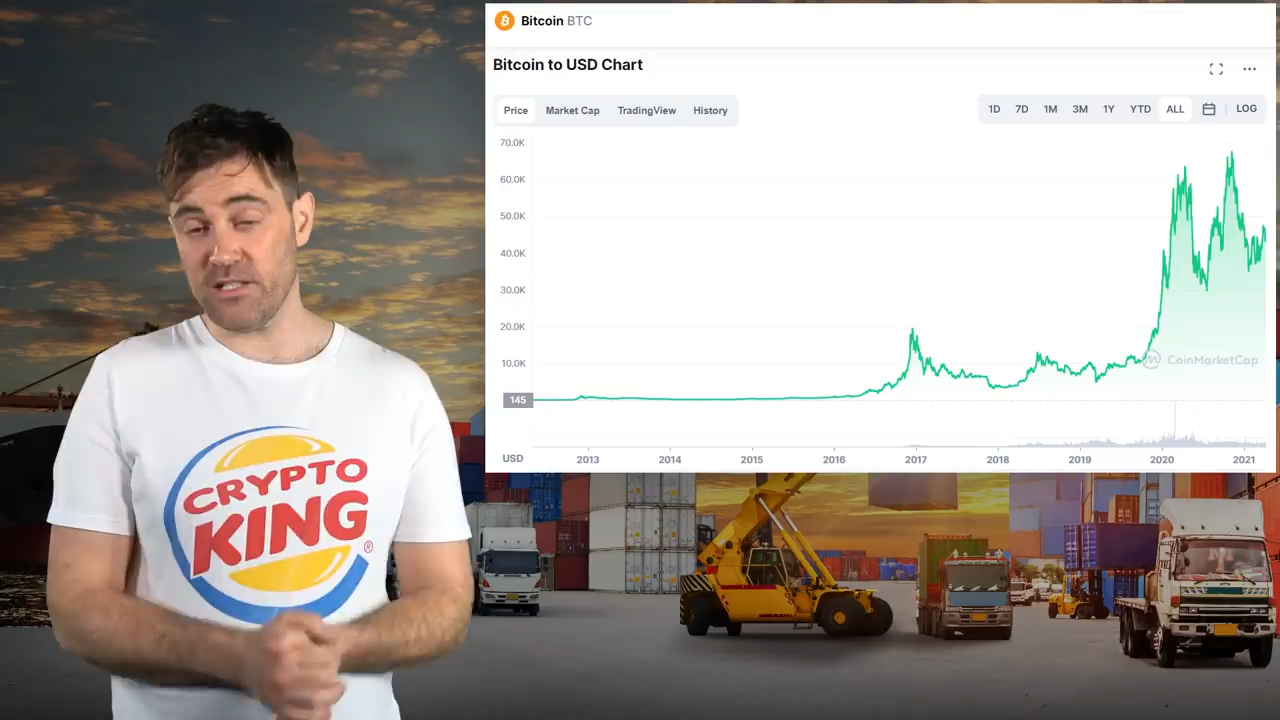 Bitcoin BTC
Bitcoin to USD Chart
Price Market Cap TradingView History
1D 7D 1M 3M 1Y YTD ALL LOG
70.0K
60.0K
50.0K
40.0K
30.0K
20.0K
10.0K
CoinMarketCap
145
USD 2013 2014 2015 2016 2017 2018 2019 2020 2021
CRYPTO
KING
®